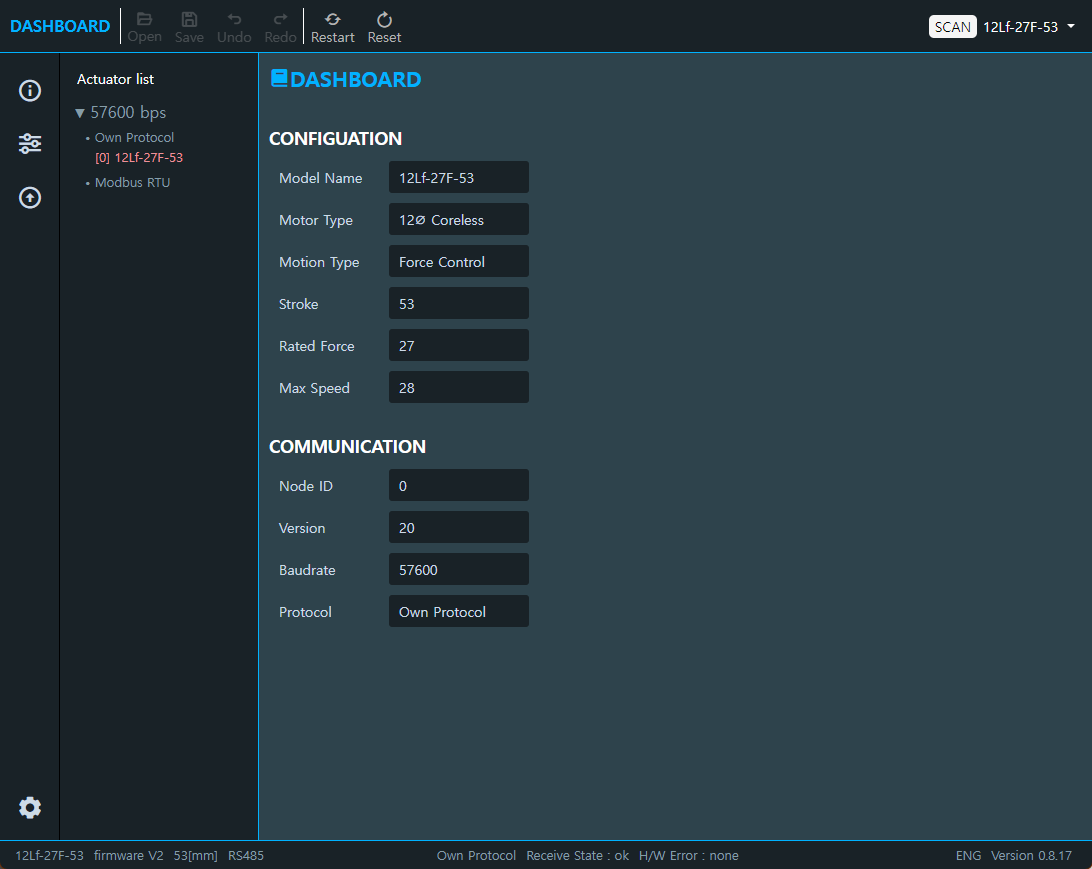 DASHBOARD Open Save Undo Redo Restart Reset SCAN 12Lf-27F-53
Actuator list
▼ 57600 bps
• Own Protocol
[0] 12Lf-27F-53
• Modbus RTU
DASHBOARD
CONFIGUATION
Model Name 12Lf-27F-53
Motor Type 12Ø Coreless
Motion Type Force Control
Stroke 53
Rated Force 27
Max Speed 28
COMMUNICATION
Node ID 0
Version 20
Baudrate 57600
Protocol Own Protocol
12Lf-27F-53 firmware V2 53[mm] RS485 Own Protocol Receive State : ok H/W Error : none ENG Version 0.8.17